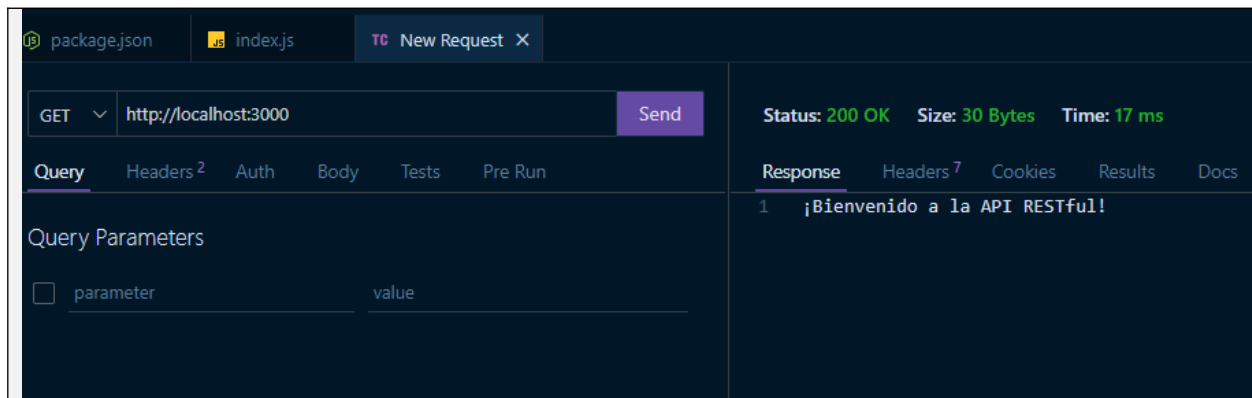 package.json JS index.js TC New Request ×
GET http://localhost:3000 Send
Status: 200 OK Size: 30 Bytes Time: 17 ms
Query Headers 2 Auth Body Tests Pre Run
Response Headers 7 Cookies Results Docs
1 ¡Bienvenido a la API RESTful!
Query Parameters
parameter value